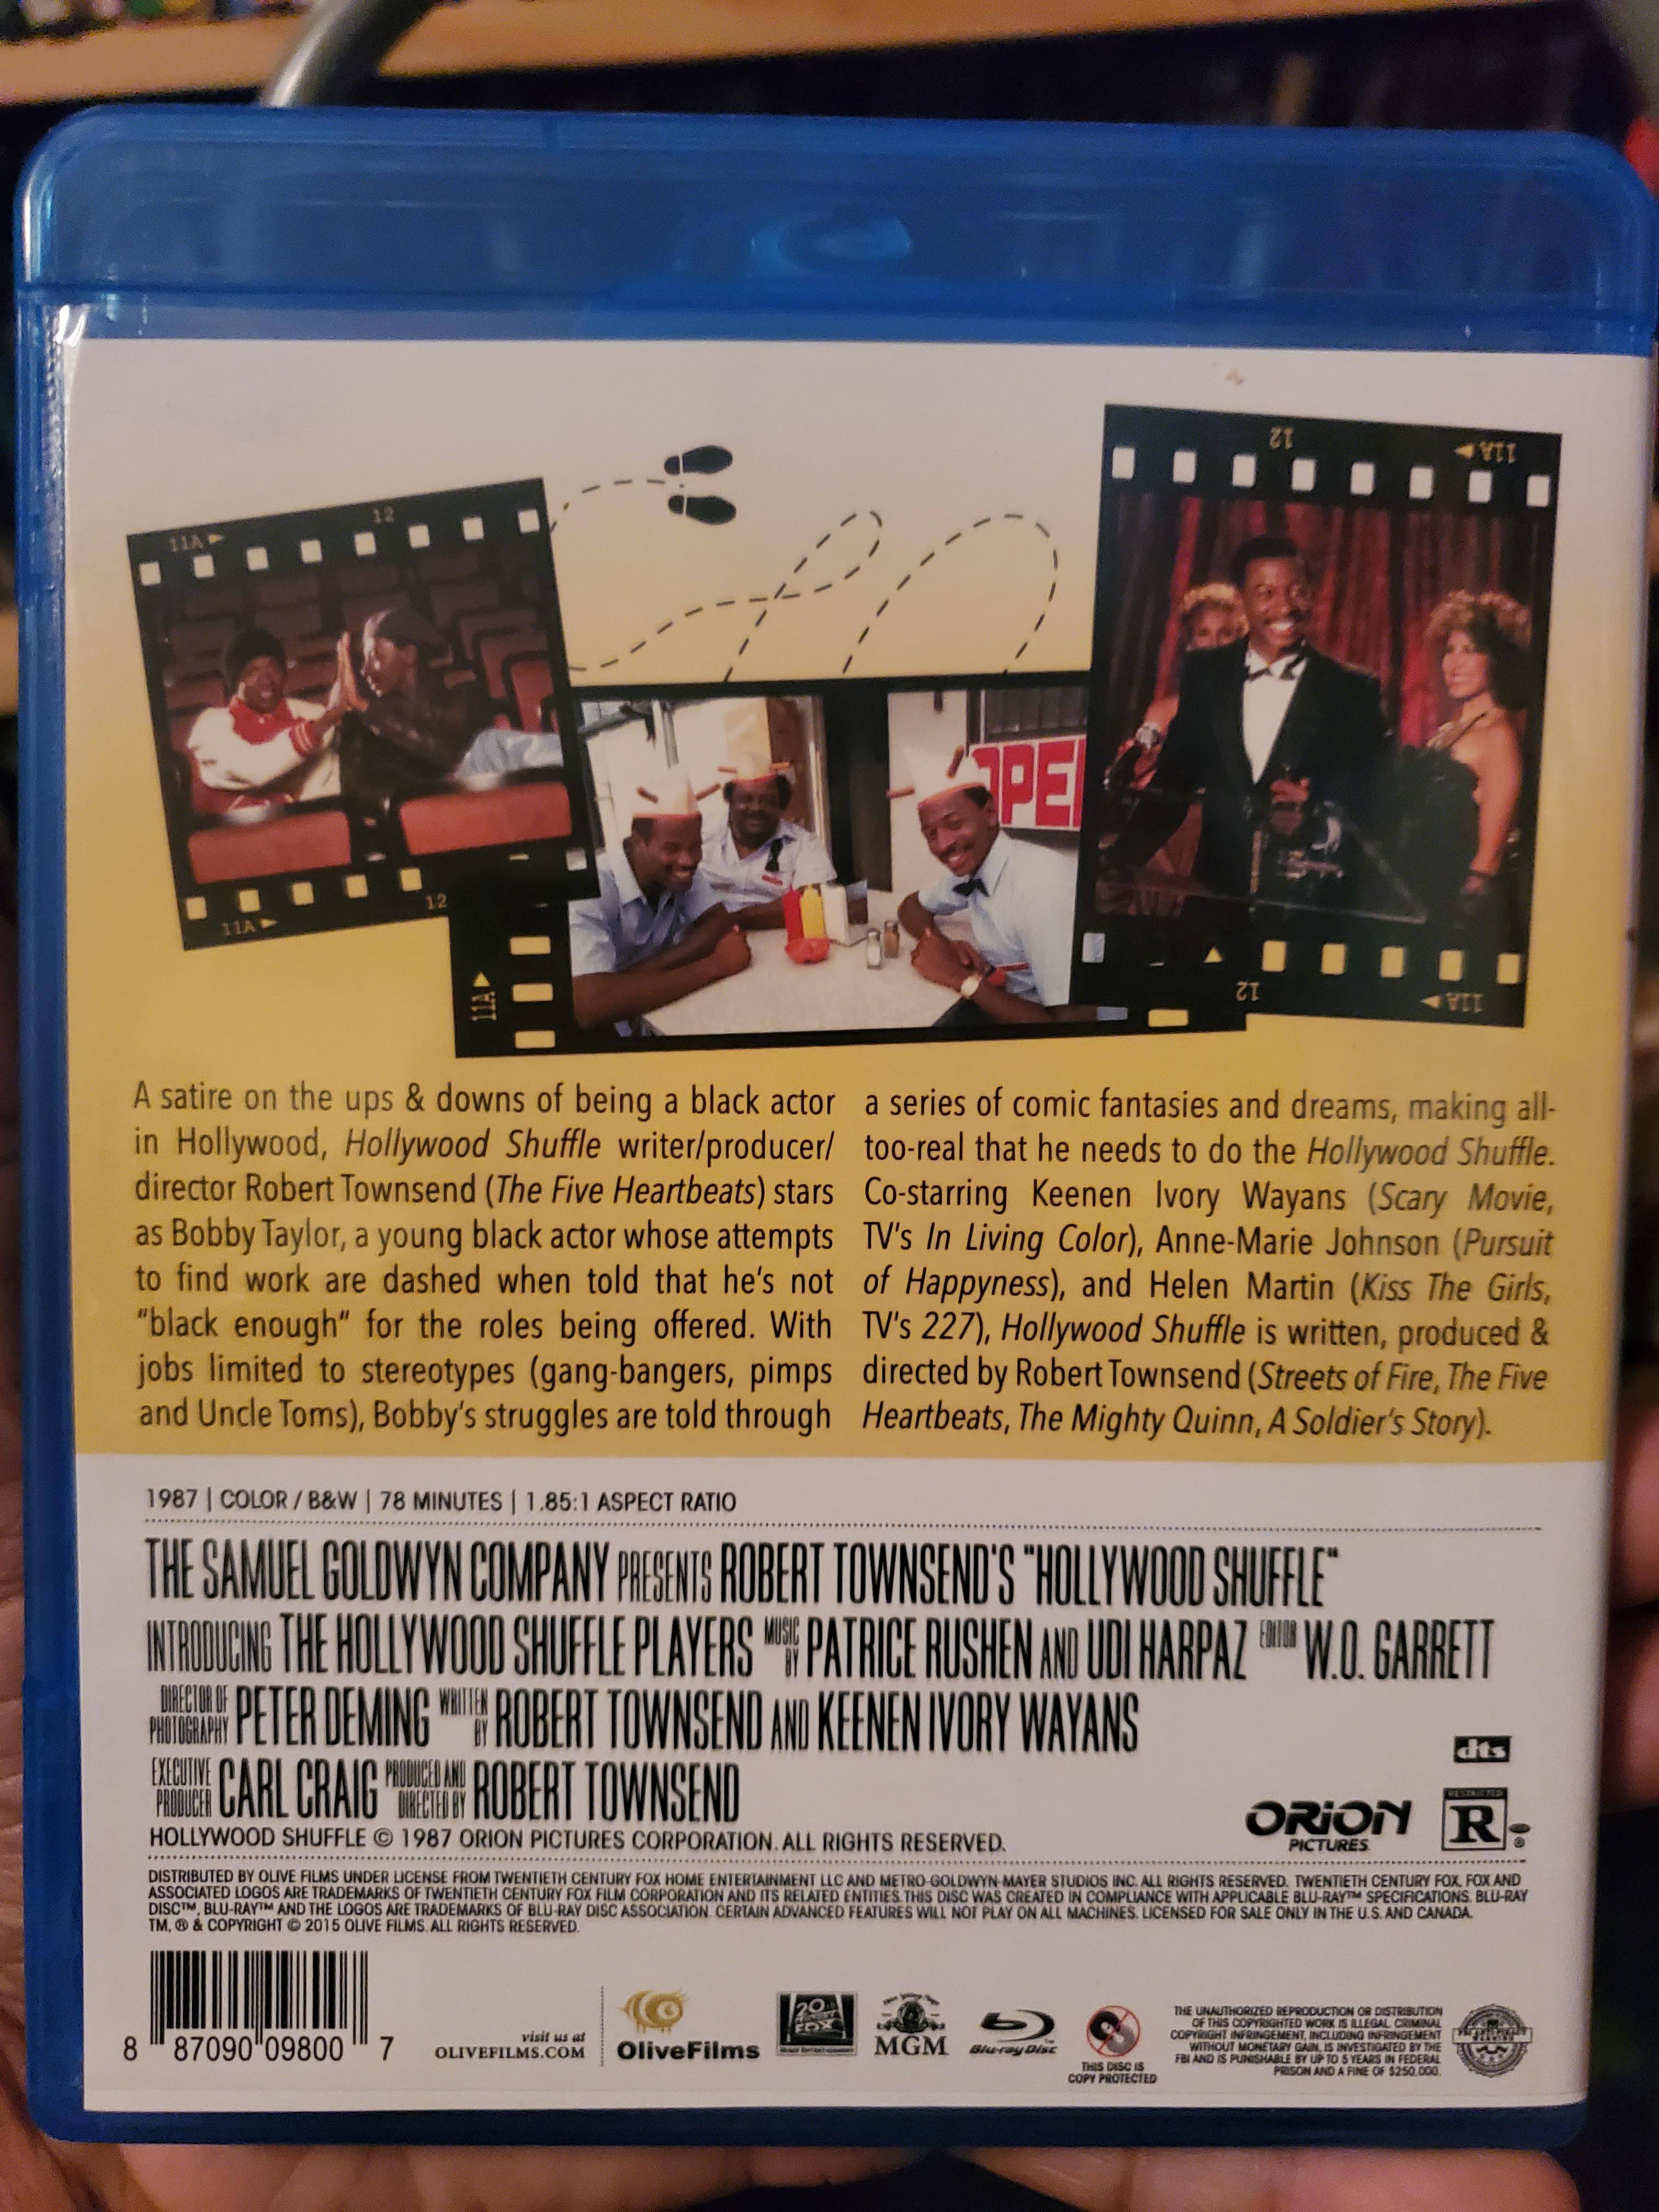 11A
12
12
11A
11A
12
OPE
11A
12
11A
12
11A
A satire on the ups & downs of being a black actor
in Hollywood, Hollywood Shuffle writer/producer/
director Robert Townsend (The Five Heartbeats) stars
as Bobby Taylor, a young black actor whose attempts
to find work are dashed when told that he's not
"black enough" for the roles being offered. With
jobs limited to stereotypes (gang-bangers, pimps
and Uncle Toms), Bobby's struggles are told through
a series of comic fantasies and dreams, making all-
too-real that he needs to do the Hollywood Shuffle.
Co-starring Keenen Ivory Wayans (Scary Movie,
TV's In Living Color), Anne-Marie Johnson (Pursuit
of Happyness), and Helen Martin (Kiss The Girls,
TV's 227), Hollywood Shuffle is written, produced &
directed by Robert Townsend (Streets of Fire, The Five
Heartbeats, The Mighty Quinn, A Soldier's Story).
1987 | COLOR / B&W | 78 MINUTES | 1.85:1 ASPECT RATIO
THE SAMUEL GOLDWYN COMPANY PRESENTS ROBERT TOWNSEND'S "HOLLYWOOD SHUFFLE"
INTRODUCING THE HOLLYWOOD SHUFFLE PLAYERS MUSIC BY PATRICE RUSHEN AND UDI HARPAZ EDITOR W.O. GARRETT
DIRECTOR OF PHOTOGRAPHY PETER DEMING WRITTEN BY ROBERT TOWNSEND AND KEENEN IVORY WAYANS
EXECUTIVE PRODUCER CARL CRAIG PRODUCED AND DIRECTED BY ROBERT TOWNSEND
dts
ORION
PICTURES
RESTRICTED
R
®
HOLLYWOOD SHUFFLE © 1987 ORION PICTURES CORPORATION. ALL RIGHTS RESERVED.
DISTRIBUTED BY OLIVE FILMS UNDER LICENSE FROM TWENTIETH CENTURY FOX HOME ENTERTAINMENT LLC AND METRO-GOLDWYN-MAYER STUDIOS INC. ALL RIGHTS RESERVED. TWENTIETH CENTURY FOX, FOX AND
ASSOCIATED LOGOS ARE TRADEMARKS OF TWENTIETH CENTURY FOX FILM CORPORATION AND ITS RELATED ENTITIES. THIS DISC WAS CREATED IN COMPLIANCE WITH APPLICABLE BLU-RAY™ SPECIFICATIONS. BLU-RAY
DISC™, BLU-RAY™ AND THE LOGOS ARE TRADEMARKS OF BLU-RAY DISC ASSOCIATION. CERTAIN ADVANCED FEATURES WILL NOT PLAY ON ALL MACHINES. LICENSED FOR SALE ONLY IN THE U.S. AND CANADA.
TM, ® & COPYRIGHT © 2015 OLIVE FILMS. ALL RIGHTS RESERVED.
8 87090 09800 7
visit us at
OLIVEFILMS.COM
OliveFilms
20th CENTURY FOX
HOME ENTERTAINMENT
MGM
Blu-ray Disc™
THIS DISC IS
COPY PROTECTED
THE UNAUTHORIZED REPRODUCTION OR DISTRIBUTION
OF THIS COPYRIGHTED WORK IS ILLEGAL. CRIMINAL
COPYRIGHT INFRINGEMENT, INCLUDING INFRINGEMENT
WITHOUT MONETARY GAIN, IS INVESTIGATED BY THE
FBI AND IS PUNISHABLE BY UP TO 5 YEARS IN FEDERAL
PRISON AND A FINE OF $250,000.